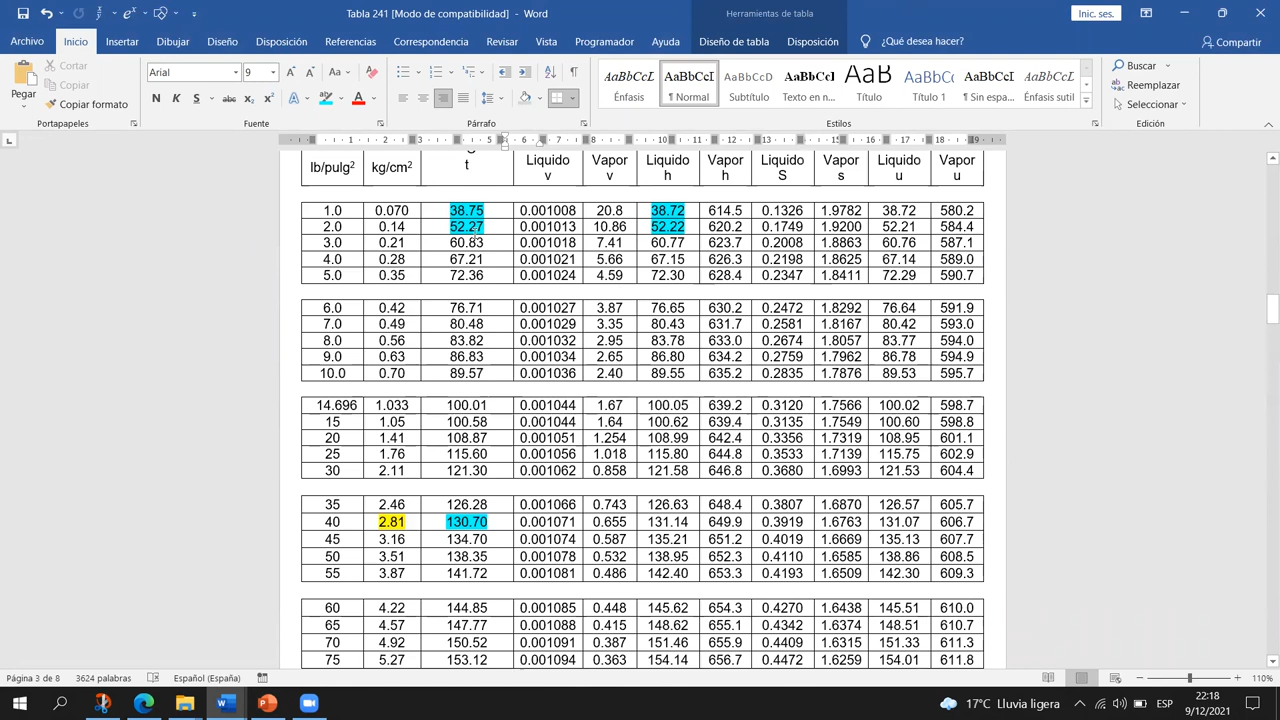 Tabla 241 [Modo de compatibilidad] - Word
Herramientas de tabla
Inic. ses.
Archivo Inicio Insertar Dibujar Diseño Disposición Referencias Correspondencia Revisar Vista Programador Ayuda Diseño de tabla Disposición ¿Qué desea hacer? Compartir
Pegar
Cortar
Copiar
Copiar formato
Portapapeles
Arial 9
N K S abc x2 x2
Fuente
Párrafo
AaBbCcL AaBbCcI AaBbCcD AaBbCcl AaB AaBbCcI AaBbCcDc AaBbCcDc
Énfasis ¶ Normal Subtítulo Texto en n... Título Título 1 ¶ Sin espa... Énfasis sutil
Estilos
Buscar
Reemplazar
Seleccionar
Edición
1 2 3 4 5 6 7 8 9 10 11 12 13 14 15 16 17 18 19
lb/pulg2 kg/cm2 t Liquido v Vapor v Liquido h Vapor h Liquido S Vapor s Liquido u Vapor u
1.0 0.070 38.75 0.001008 20.8 38.72 614.5 0.1326 1.9782 38.72 580.2
2.0 0.14 52.27 0.001013 10.86 52.22 620.2 0.1749 1.9200 52.21 584.4
3.0 0.21 60.83 0.001018 7.41 60.77 623.7 0.2008 1.8863 60.76 587.1
4.0 0.28 67.21 0.001021 5.66 67.15 626.3 0.2198 1.8625 67.14 589.0
5.0 0.35 72.36 0.001024 4.59 72.30 628.4 0.2347 1.8411 72.29 590.7
6.0 0.42 76.71 0.001027 3.87 76.65 630.2 0.2472 1.8292 76.64 591.9
7.0 0.49 80.48 0.001029 3.35 80.43 631.7 0.2581 1.8167 80.42 593.0
8.0 0.56 83.82 0.001032 2.95 83.78 633.0 0.2674 1.8057 83.77 594.0
9.0 0.63 86.83 0.001034 2.65 86.80 634.2 0.2759 1.7962 86.78 594.9
10.0 0.70 89.57 0.001036 2.40 89.55 635.2 0.2835 1.7876 89.53 595.7
14.696 1.033 100.01 0.001044 1.67 100.05 639.2 0.3120 1.7566 100.02 598.7
15 1.05 100.58 0.001044 1.64 100.62 639.4 0.3135 1.7549 100.60 598.8
20 1.41 108.87 0.001051 1.254 108.99 642.4 0.3356 1.7319 108.95 601.1
25 1.76 115.60 0.001056 1.018 115.80 644.8 0.3533 1.7139 115.75 602.9
30 2.11 121.30 0.001062 0.858 121.58 646.8 0.3680 1.6993 121.53 604.4
35 2.46 126.28 0.001066 0.743 126.63 648.4 0.3807 1.6870 126.57 605.7
40 2.81 130.70 0.001071 0.655 131.14 649.9 0.3919 1.6763 131.07 606.7
45 3.16 134.70 0.001074 0.587 135.21 651.2 0.4019 1.6669 135.13 607.7
50 3.51 138.35 0.001078 0.532 138.95 652.3 0.4110 1.6585 138.86 608.5
55 3.87 141.72 0.001081 0.486 142.40 653.3 0.4193 1.6509 142.30 609.3
60 4.22 144.85 0.001085 0.448 145.62 654.3 0.4270 1.6438 145.51 610.0
65 4.57 147.77 0.001088 0.415 148.62 655.1 0.4342 1.6374 148.51 610.7
70 4.92 150.52 0.001091 0.387 151.46 655.9 0.4409 1.6315 151.33 611.3
75 5.27 153.12 0.001094 0.363 154.14 656.7 0.4472 1.6259 154.01 611.8
Página 3 de 8 3624 palabras Español (España) 110%
17°C Lluvia ligera ESP 22:18
9/12/2021